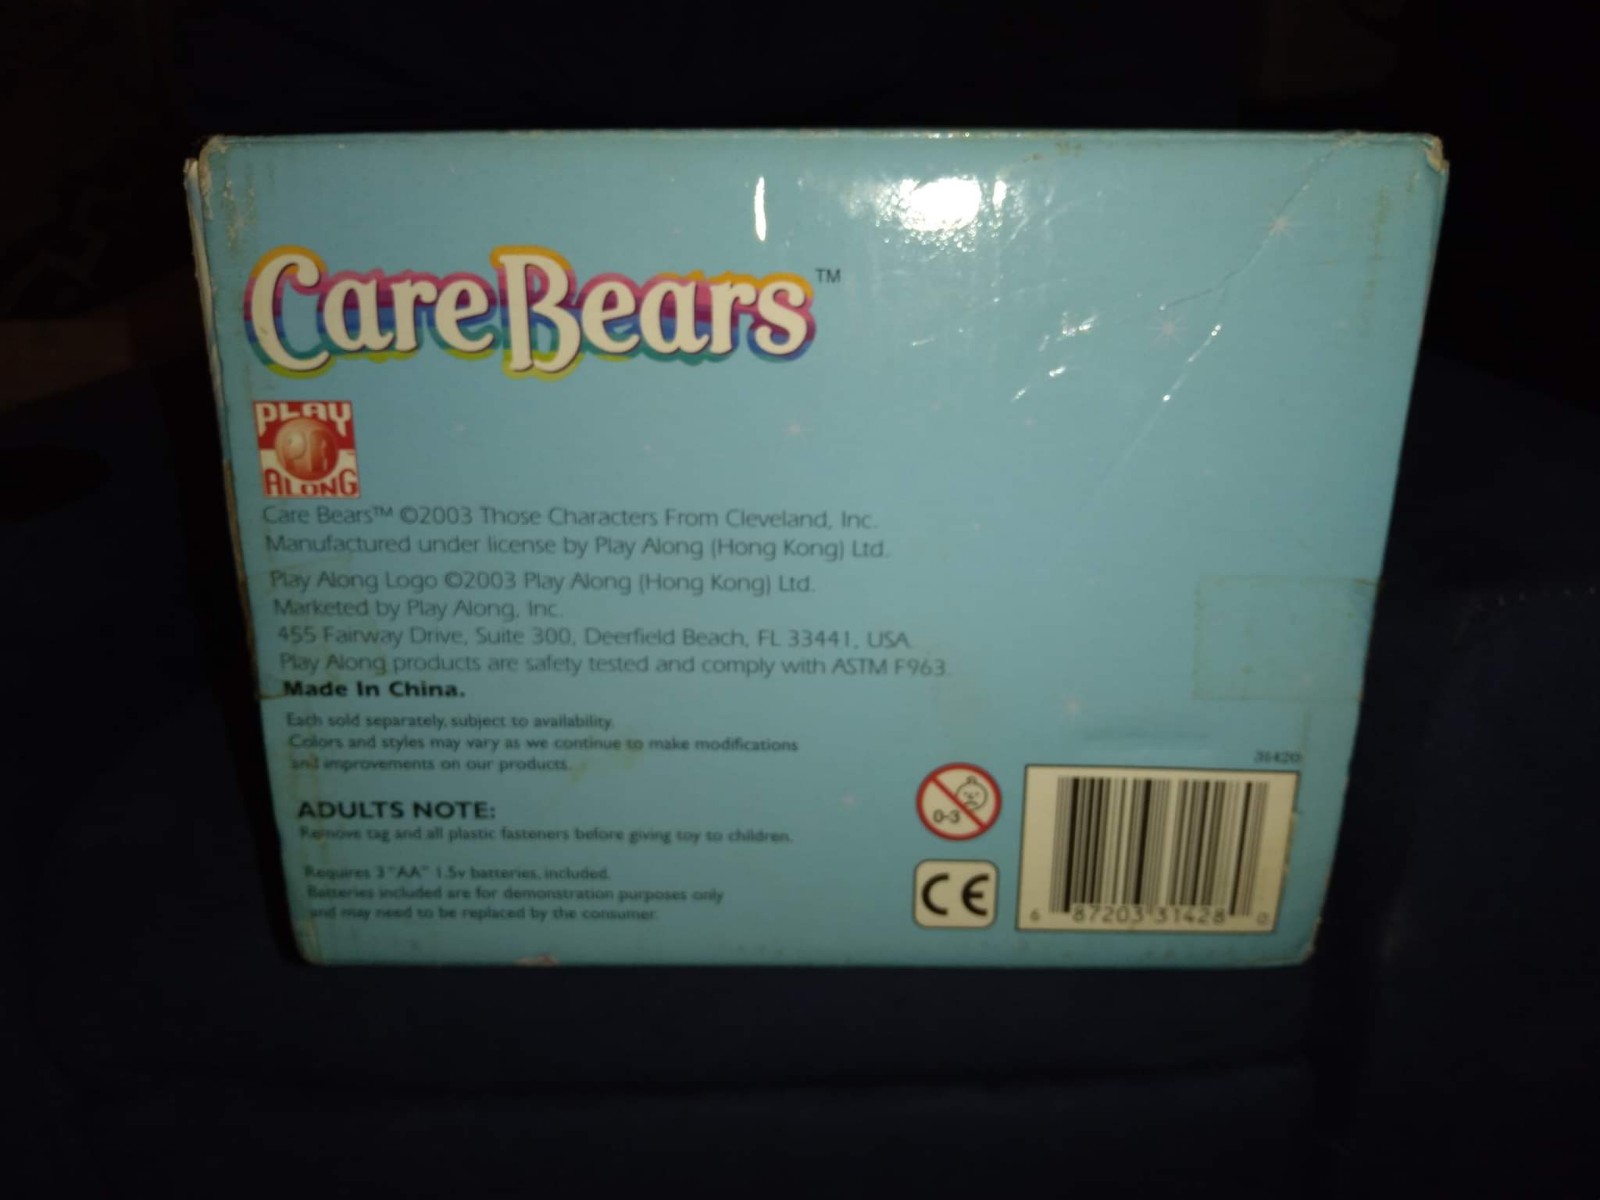 Care Bears™
PLAY
ALONG
Care Bears™ ©2003 Those Characters From Cleveland, Inc.
Manufactured under license by Play Along (Hong Kong) Ltd.
Play Along Logo ©2003 Play Along (Hong Kong) Ltd.
Marketed by Play Along, Inc.
455 Fairway Drive, Suite 300, Deerfield Beach, FL 33441, USA
Play Along products are safety tested and comply with ASTM F963.
Made In China.
Each sold separately, subject to availability.
Colors and styles may vary as we continue to make modifications
and improvements on our products.
ADULTS NOTE:
Remove tag and all plastic fasteners before giving toy to children.
Requires 3 "AA" 1.5v batteries, included.
Batteries included are for demonstration purposes only
and may need to be replaced by the consumer.
0-3
CE
6 87203 31428 0